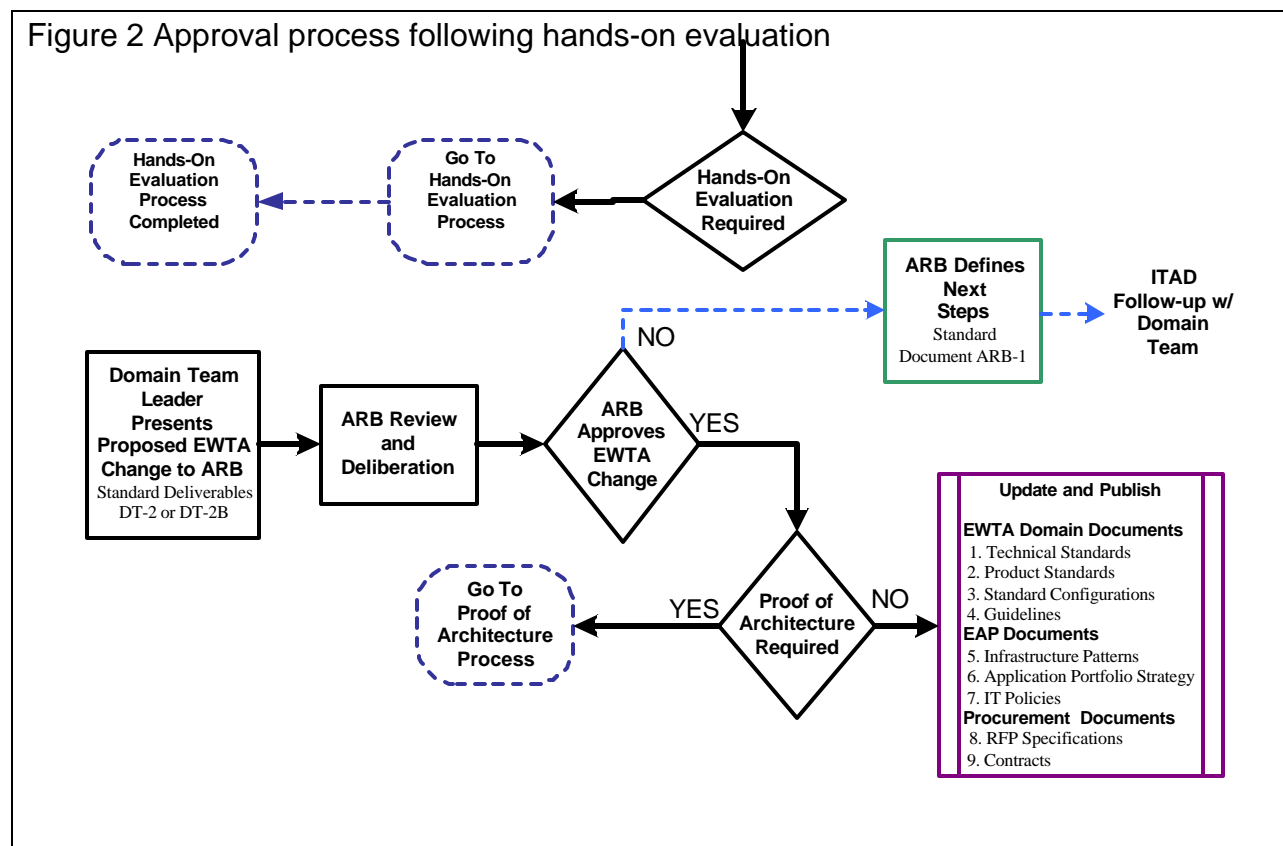 Figure 2 Approval process following hands-on evaluation
Hands-On
Evaluation
Process
Completed
Go To
Hands-On
Evaluation
Process
Hands-On
Evaluation
Required
ARB Defines
Next
Steps
Standard
Document ARB-1
ITAD
Follow-up w/
Domain
Team
NO
Domain Team
Leader
Presents
Proposed EWTA
Change to ARB
Standard Deliverables
DT-2 or DT-2B
ARB Review
and
Deliberation
ARB
Approves
EWTA
Change
YES
Go To
Proof of
Architecture
Process
YES
Proof of
Architecture
Required
NO
Update and Publish
EWTA Domain Documents
1. Technical Standards
2. Product Standards
3. Standard Configurations
4. Guidelines
EAP Documents
5. Infrastructure Patterns
6. Application Portfolio Strategy
7. IT Policies
Procurement Documents
8. RFP Specifications
9. Contracts